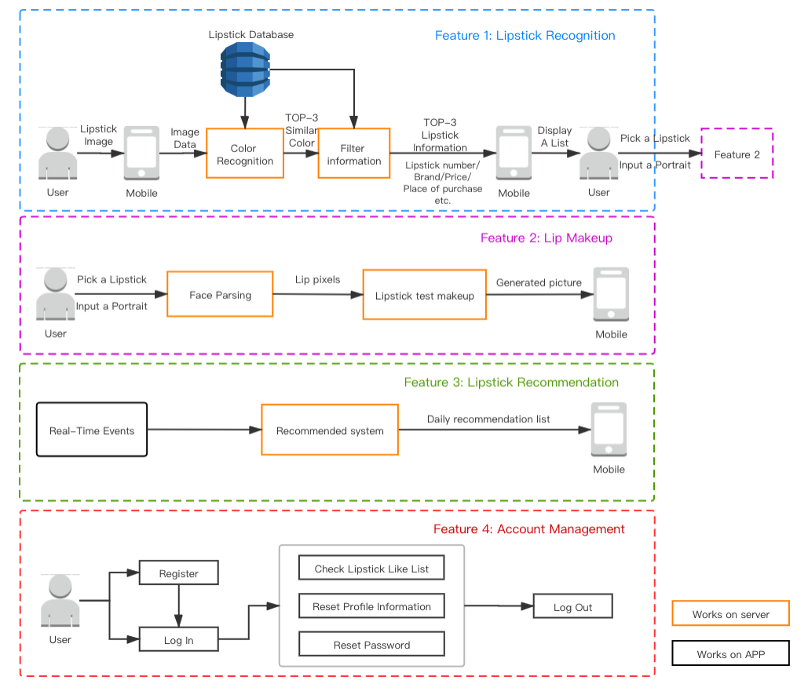 Feature 1: Lipstick Recognition
Lipstick Database
Lipstick
Image
Image
Data
TOP-3
Similar
Color
TOP-3
Lipstick
Information
Display
A List
Pick a Lipstick
Color
Recognition
Filter
information
Lipstick number/
Brand/Price/
Place of purchase
etc.
Input a Portrait
Feature 2
User
Mobile
Mobile
User
Feature 2: Lip Makeup
Pick a Lipstick
Input a Portrait
Face Parsing
Lip pixels
Lipstick test makeup
Generated picture
User
Mobile
Feature 3: Lipstick Recommendation
Real-Time Events
Recommended system
Daily recommendation list
Mobile
Feature 4: Account Management
User
Register
Log In
Check Lipstick Like List
Reset Profile Information
Reset Password
Log Out
Works on server
Works on APP